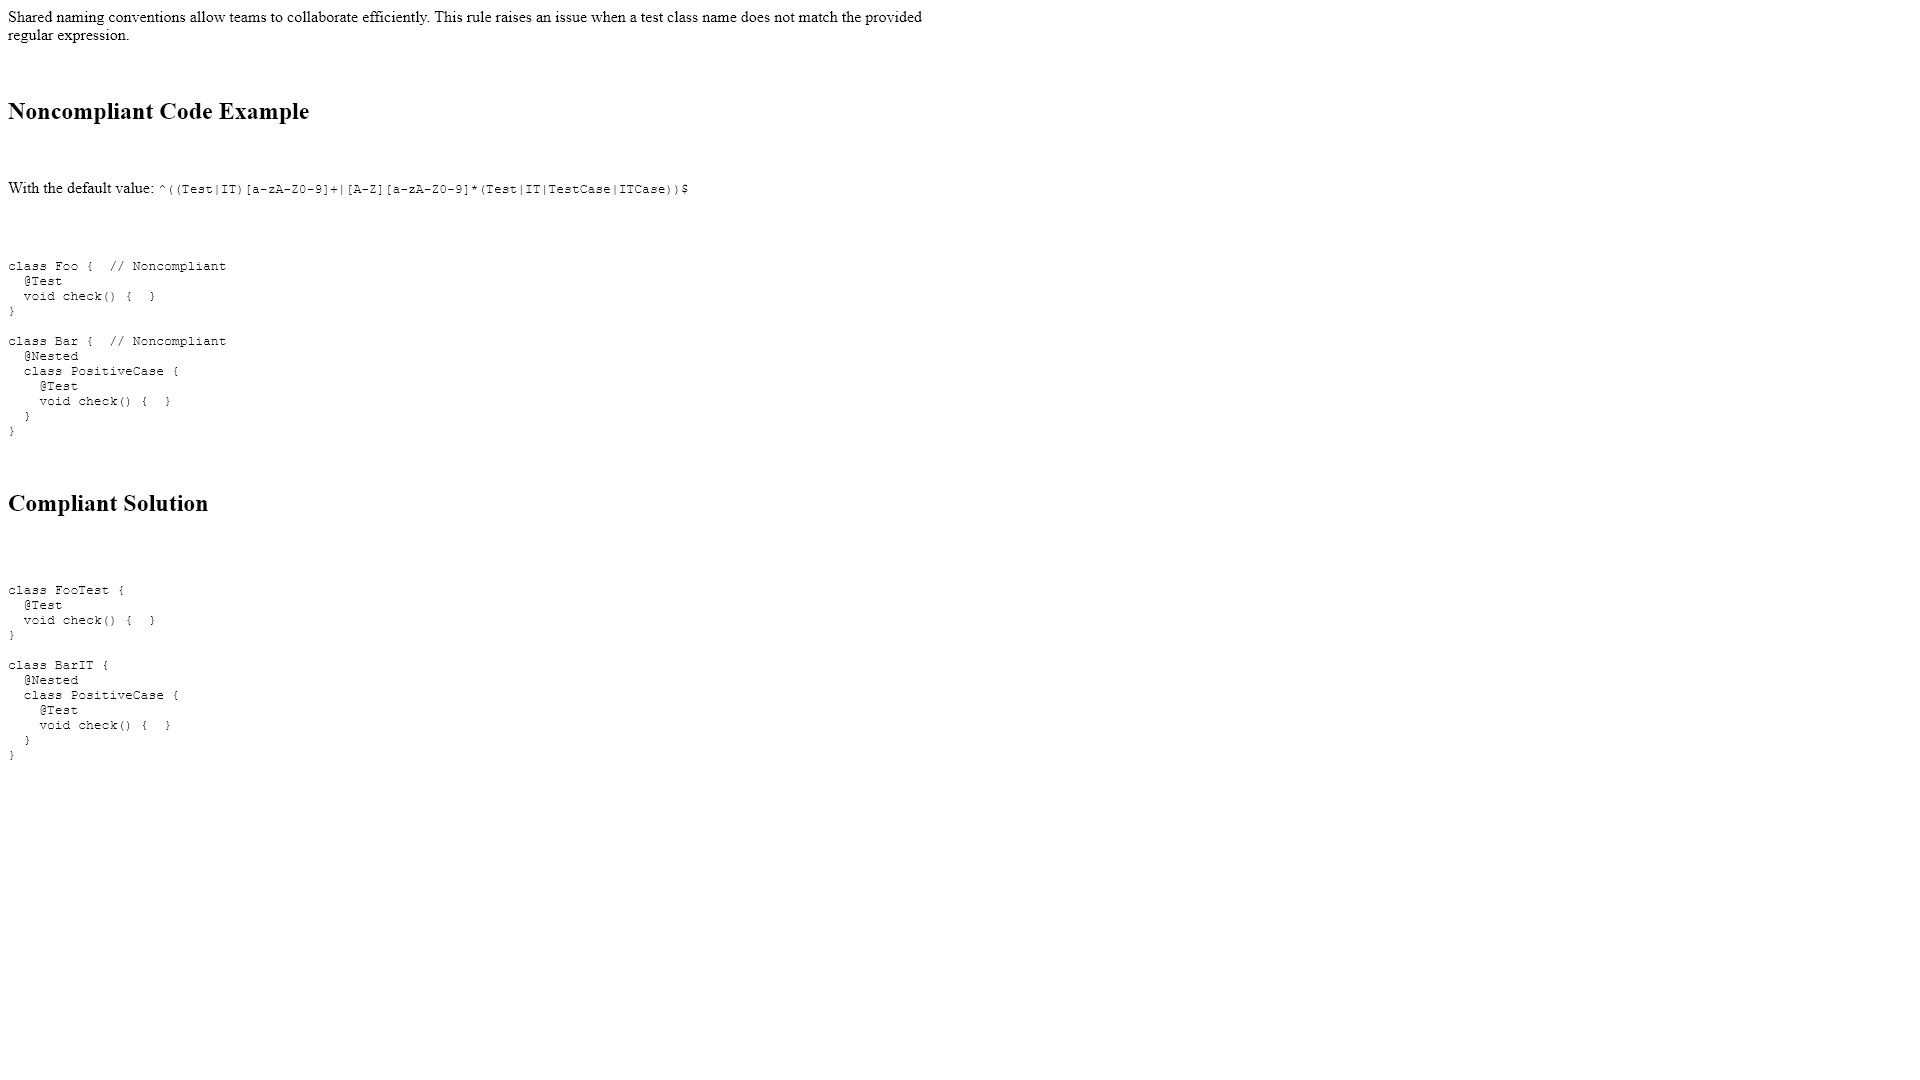 Shared naming conventions allow teams to collaborate efficiently. This rule raises an issue when a test class name does not match the provided
regular expression.
Noncompliant Code Example
With the default value: ^((Test|IT)[a-zA-Z0-9]+|[A-Z][a-zA-Z0-9]*(Test|IT|TestCase|ITCase))$
class Foo {  // Noncompliant
  @Test
  void check() {  }
}
class Bar {  // Noncompliant
  @Nested
  class PositiveCase {
    @Test
    void check() {  }
  }
}
Compliant Solution
class FooTest {
  @Test
  void check() {  }
}
class BarIT {
  @Nested
  class PositiveCase {
    @Test
    void check() {  }
  }
}